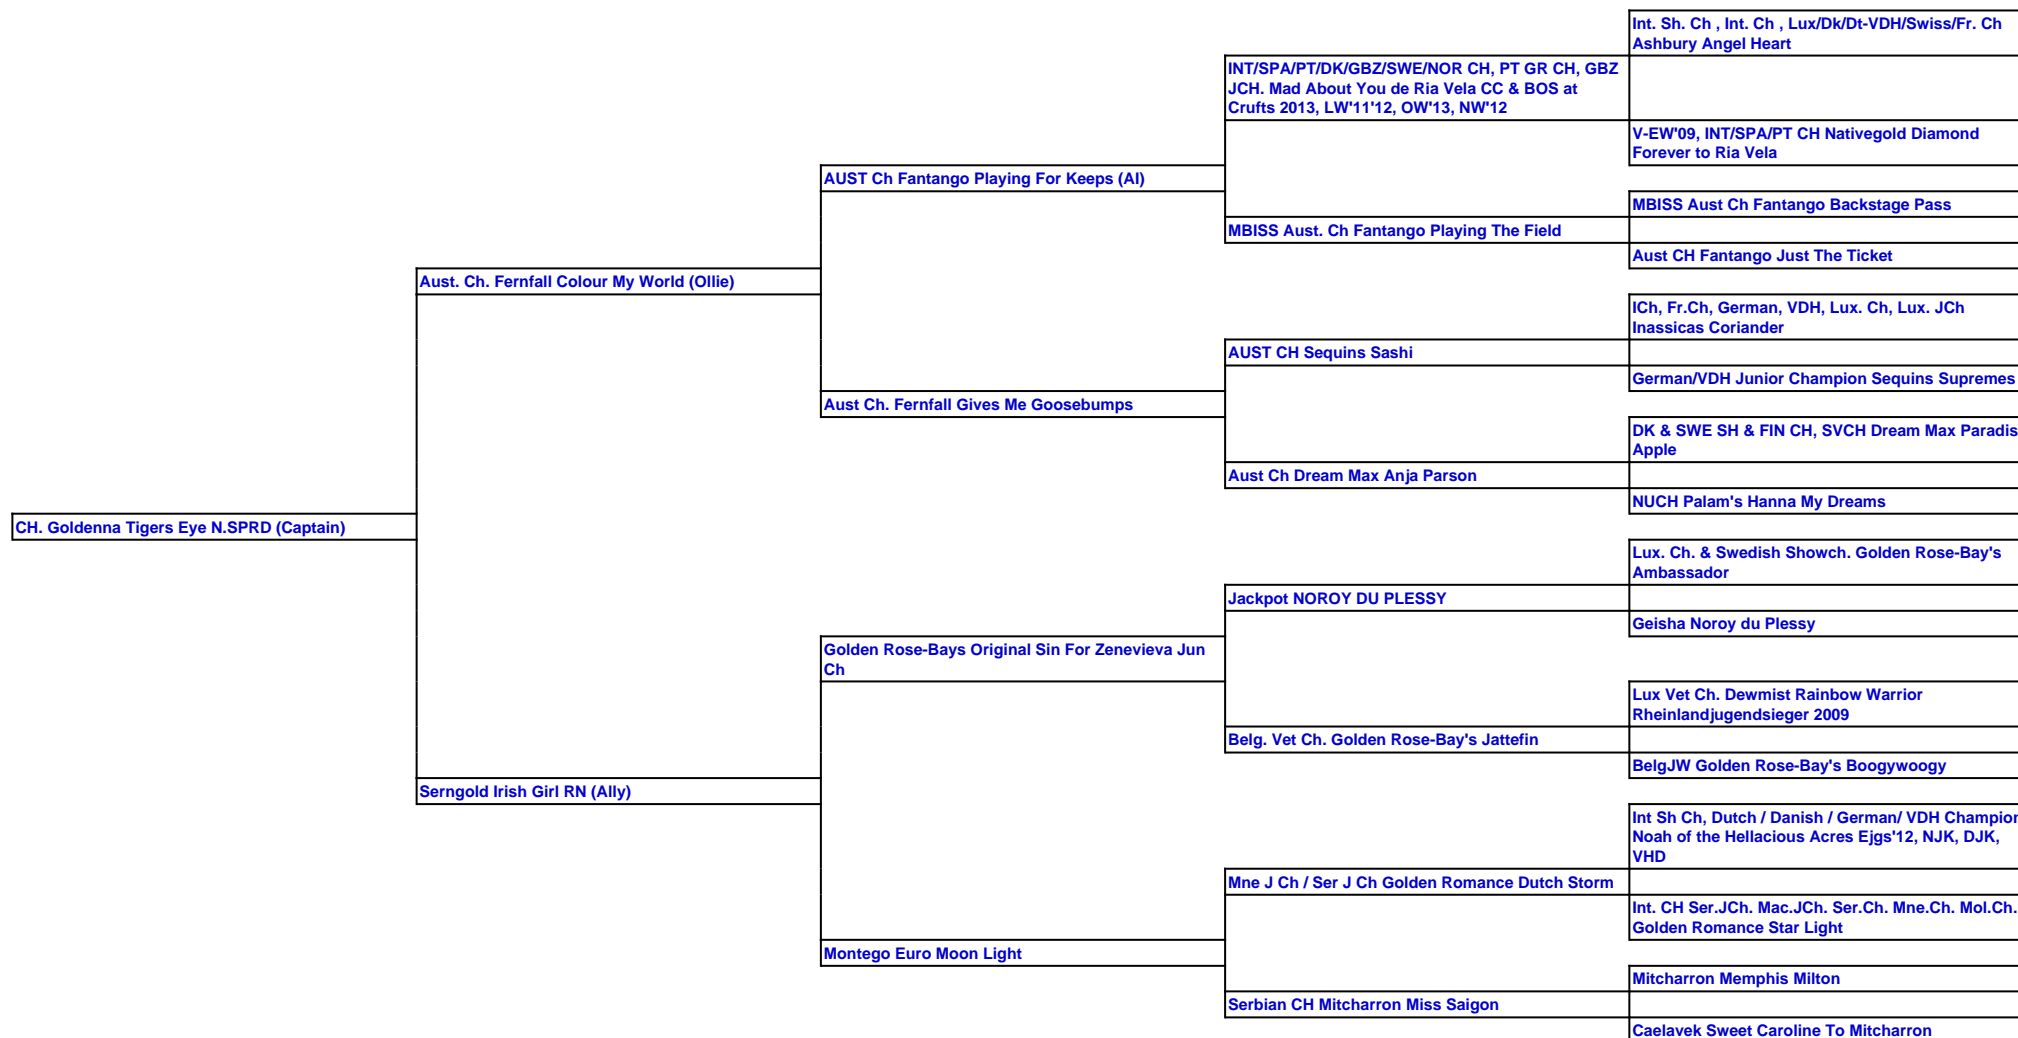 Int. Sh. Ch , Int. Ch , Lux/Dk/Dt-VDH/Swiss/Fr. Ch
Ashbury Angel Heart
INT/SPA/PT/DK/GBZ/SWE/NOR CH, PT GR CH, GBZ
JCH. Mad About You de Ria Vela CC & BOS at
Crufts 2013, LW'11'12, OW'13, NW'12
V-EW'09, INT/SPA/PT CH Nativegold Diamond
Forever to Ria Vela
AUST Ch Fantango Playing For Keeps (AI)
MBISS Aust Ch Fantango Backstage Pass
MBISS Aust. Ch Fantango Playing The Field
Aust CH Fantango Just The Ticket
Aust. Ch. Fernfall Colour My World (Ollie)
ICh, Fr.Ch, German, VDH, Lux. Ch, Lux. JCh
Inassicas Coriander
AUST CH Sequins Sashi
German/VDH Junior Champion Sequins Supremes
Aust Ch. Fernfall Gives Me Goosebumps
DK & SWE SH & FIN CH, SVCH Dream Max Paradis
Apple
Aust Ch Dream Max Anja Parson
NUCH Palam's Hanna My Dreams
CH. Goldenna Tigers Eye N.SPRD (Captain)
Lux. Ch. & Swedish Showch. Golden Rose-Bay's
Ambassador
Jackpot NOROY DU PLESSY
Geisha Noroy du Plessy
Golden Rose-Bays Original Sin For Zenevieva Jun
Ch
Lux Vet Ch. Dewmist Rainbow Warrior
Rheinlandjugendsieger 2009
Belg. Vet Ch. Golden Rose-Bay's Jattefin
BelgJW Golden Rose-Bay's Boogywoogy
Serngold Irish Girl RN (Ally)
Int Sh Ch, Dutch / Danish / German/ VDH Champion
Noah of the Hellacious Acres Ejgs'12, NJK, DJK,
VHD
Mne J Ch / Ser J Ch Golden Romance Dutch Storm
Int. CH Ser.JCh. Mac.JCh. Ser.Ch. Mne.Ch. Mol.Ch.
Golden Romance Star Light
Montego Euro Moon Light
Mitcharron Memphis Milton
Serbian CH Mitcharron Miss Saigon
Caelavek Sweet Caroline To Mitcharron